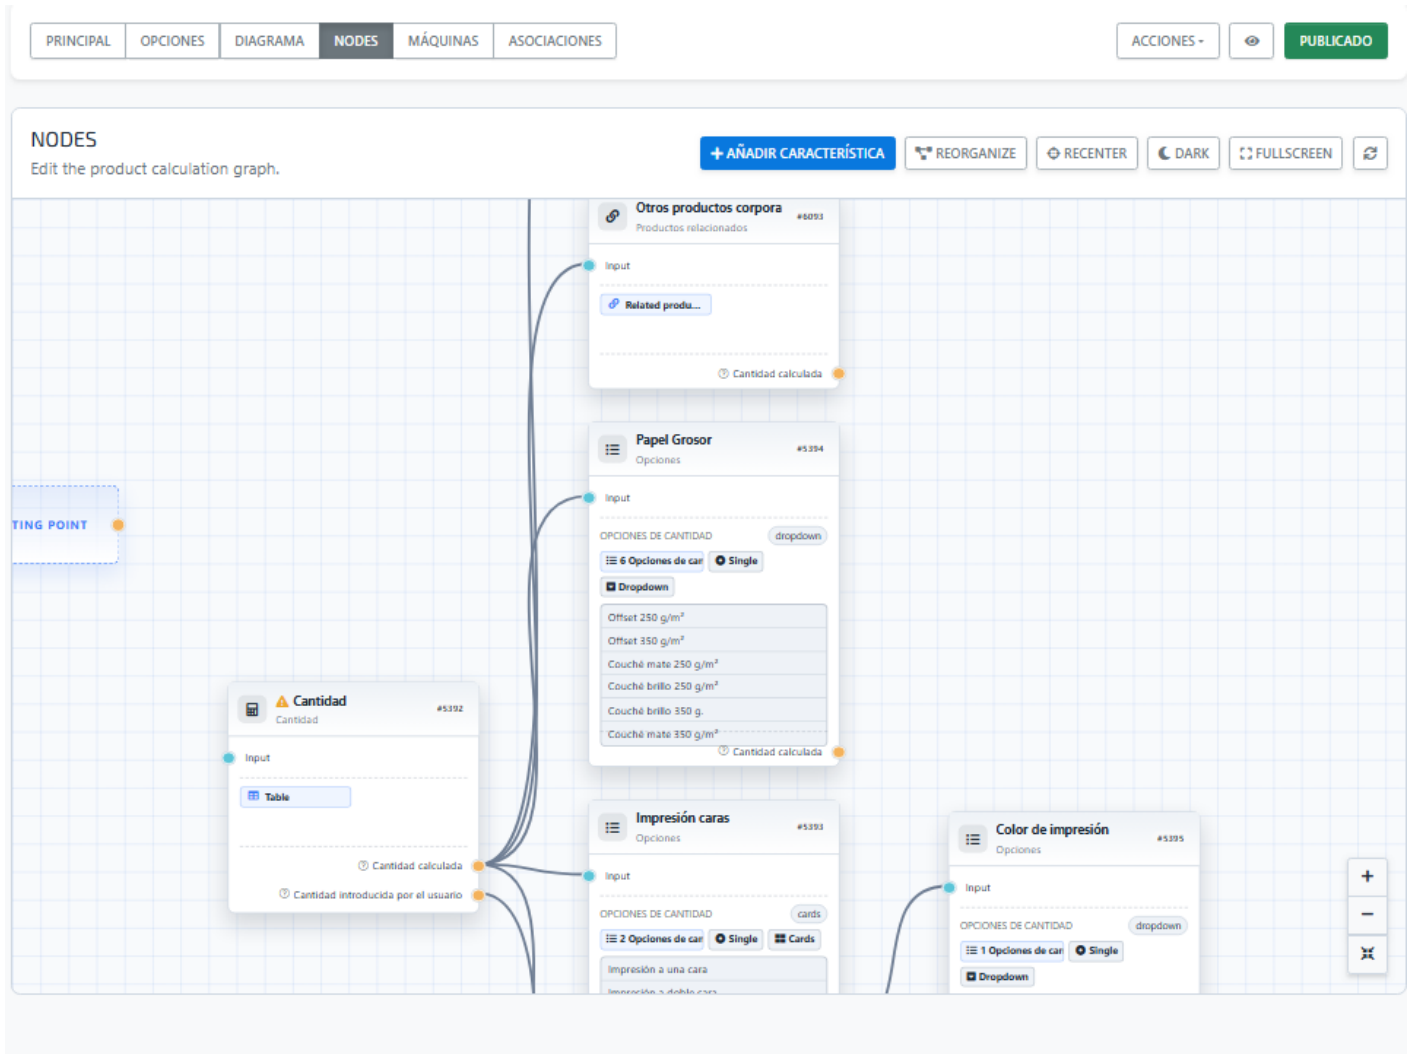 PRINCIPAL OPCIONES DIAGRAMA NODES MÁQUINAS ASOCIACIONES ACCIONES PUBLICADO
NODES
Edit the product calculation graph.
+ AÑADIR CARACTERÍSTICA REORGANIZE RECENTER DARK FULLSCREEN
Otros productos corpora #6093
Productos relacionados
Input
Related produ...
Cantidad calculada
Papel Grosor #5394
Opciones
Input
OPCIONES DE CANTIDAD dropdown
6 Opciones de car Single
Dropdown
Offset 250 g/m²
Offset 350 g/m²
Couché mate 250 g/m²
Couché brillo 250 g/m²
Couché brillo 350 g.
Couché mate 350 g/m²
Cantidad calculada
TING POINT
Cantidad #5392
Cantidad
Input
Table
Cantidad calculada
Cantidad introducida por el usuario
Impresión caras #5393
Opciones
Input
OPCIONES DE CANTIDAD cards
2 Opciones de car Single Cards
Impresión a una cara
Impresión a doble cara
Color de impresión #5395
Opciones
Input
OPCIONES DE CANTIDAD dropdown
1 Opciones de car Single
Dropdown